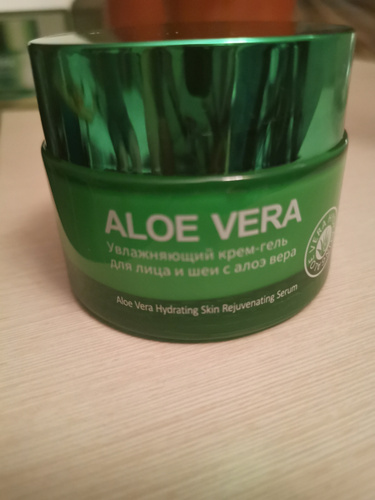 ALOE VERA
Увлажняющий крем-гель
для лица и шеи с алоэ вера
Aloe Vera Hydrating Skin Rejuvenating Serum